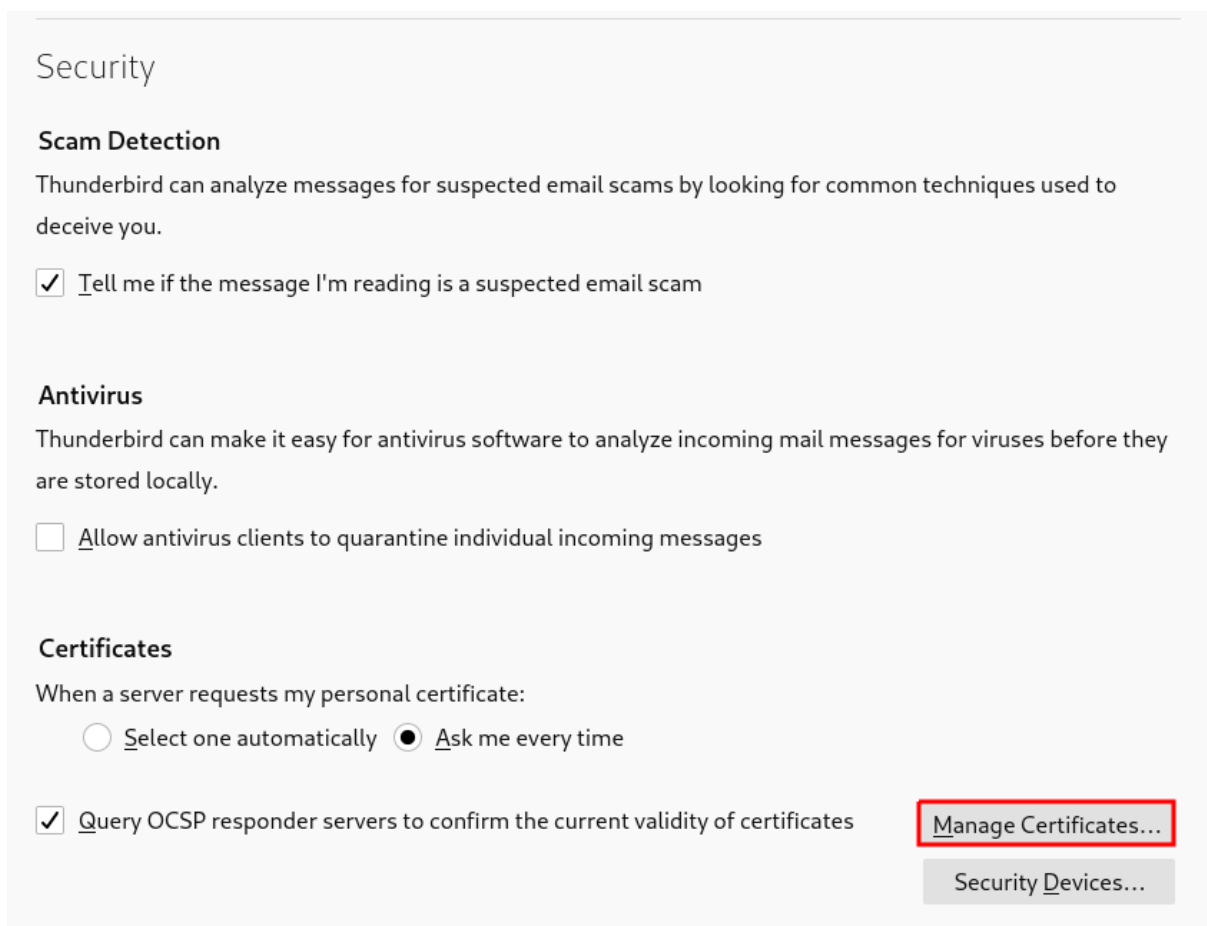 Security
Scam Detection
Thunderbird can analyze messages for suspected email scams by looking for common techniques used to
deceive you.
Tell me if the message I'm reading is a suspected email scam
Antivirus
Thunderbird can make it easy for antivirus software to analyze incoming mail messages for viruses before they
are stored locally.
Allow antivirus clients to quarantine individual incoming messages
Certificates
When a server requests my personal certificate:
Select one automatically Ask me every time
Query OCSP responder servers to confirm the current validity of certificates
Manage Certificates...
Security Devices...